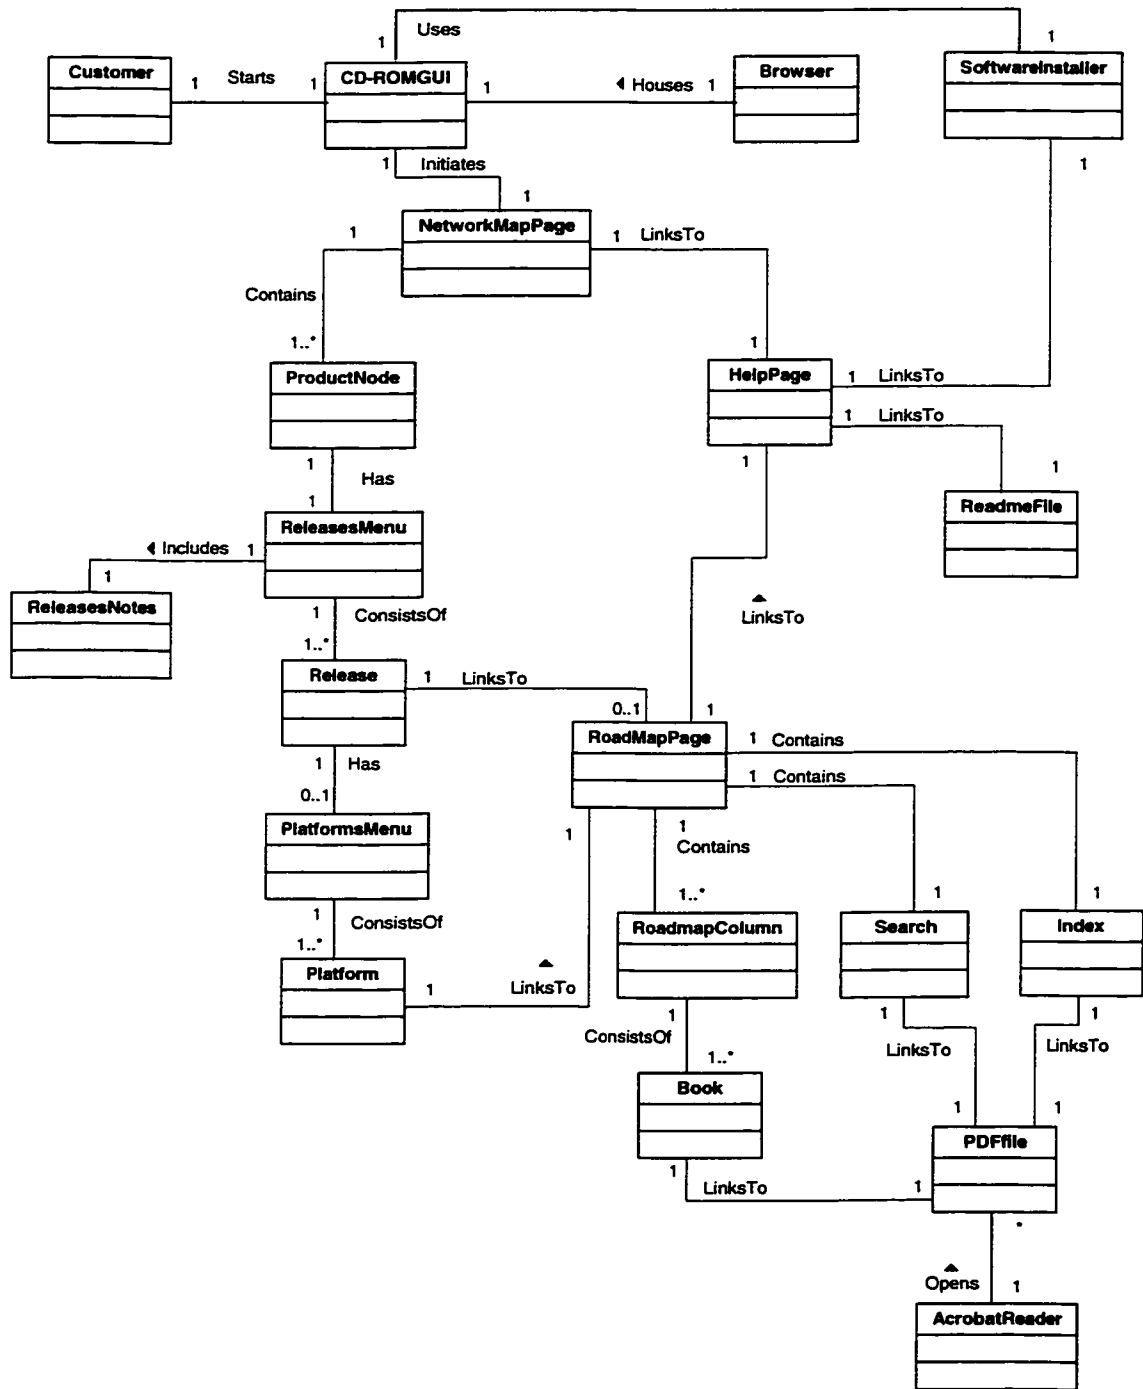 Uses
1
1
Customer
1
Starts
1
CD-ROMGUI
1
◀ Houses
1
Browser
SoftwareInstaller
1
Initiates
1
1
1
NetworkMapPage
1
LinksTo
Contains
1..*
1
ProductNode
HelpPage
1
LinksTo
1
LinksTo
1
1
1
Has
1
ReleasesMenu
ReadmeFile
◀ Includes
1
1
ReleasesNotes
1
ConsistsOf
▲
LinksTo
1..*
Release
1
LinksTo
0..1
1
RoadMapPage
1
Contains
1
Has
1
Contains
0..1
PlatformsMenu
1
1
Contains
1
ConsistsOf
1..*
1
1
1..*
RoadmapColumn
Search
Index
Platform
1
▲
LinksTo
1
1
1
ConsistsOf
LinksTo
LinksTo
1..*
Book
1
1
PDFfile
1
LinksTo
1
*
▲
Opens
1
AcrobatReader